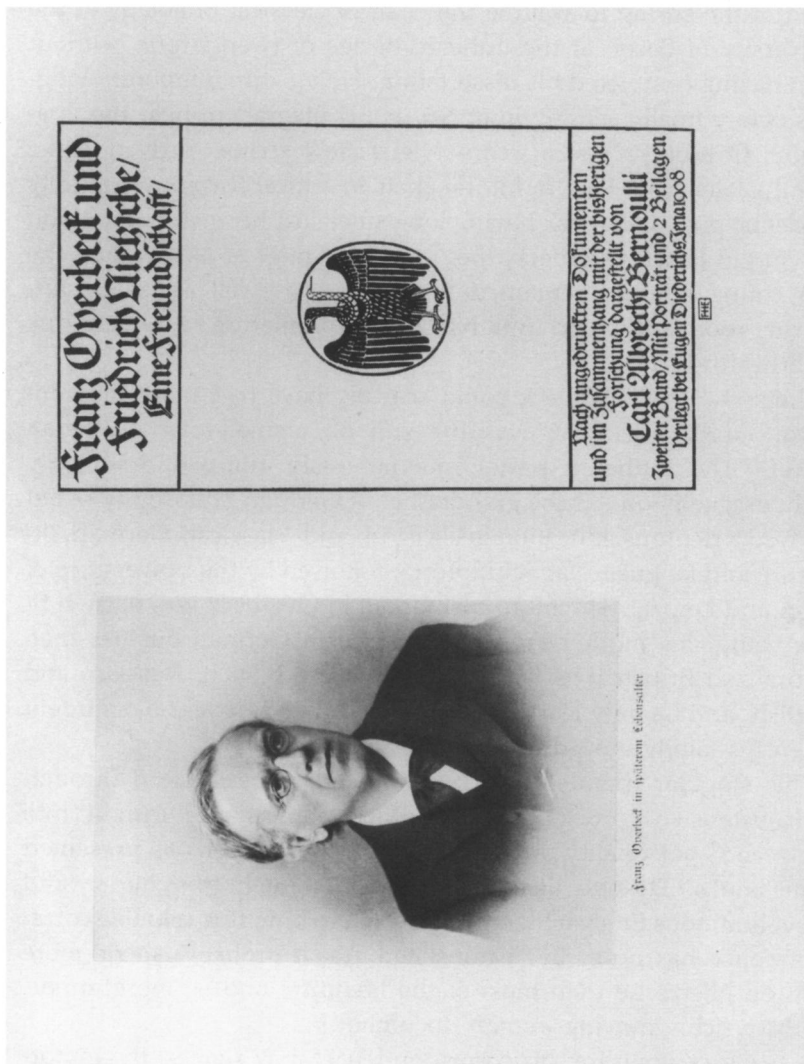 Franz Overbeck und
Friedrich Nietzsche/
Eine Freundschaft/
Nach ungedruckten Dokumenten
und im Zusammenhang mit der bisherigen
Forschung dargestellt von
Carl Albrecht Bernoulli
Zweiter Band/Mit Porträt und 2 Beilagen
Verlegt bei Eugen Diederichs Jena 1908
Franz Overbeck in späterem Lebensalter